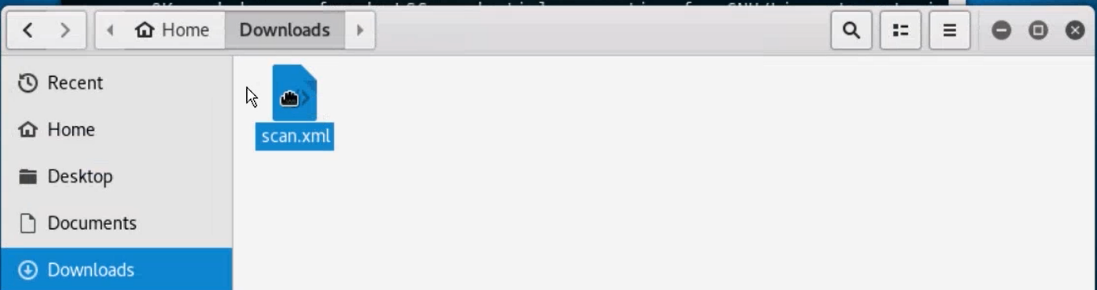 Home Downloads
Recent
Home
Desktop
Documents
Downloads
scan.xml